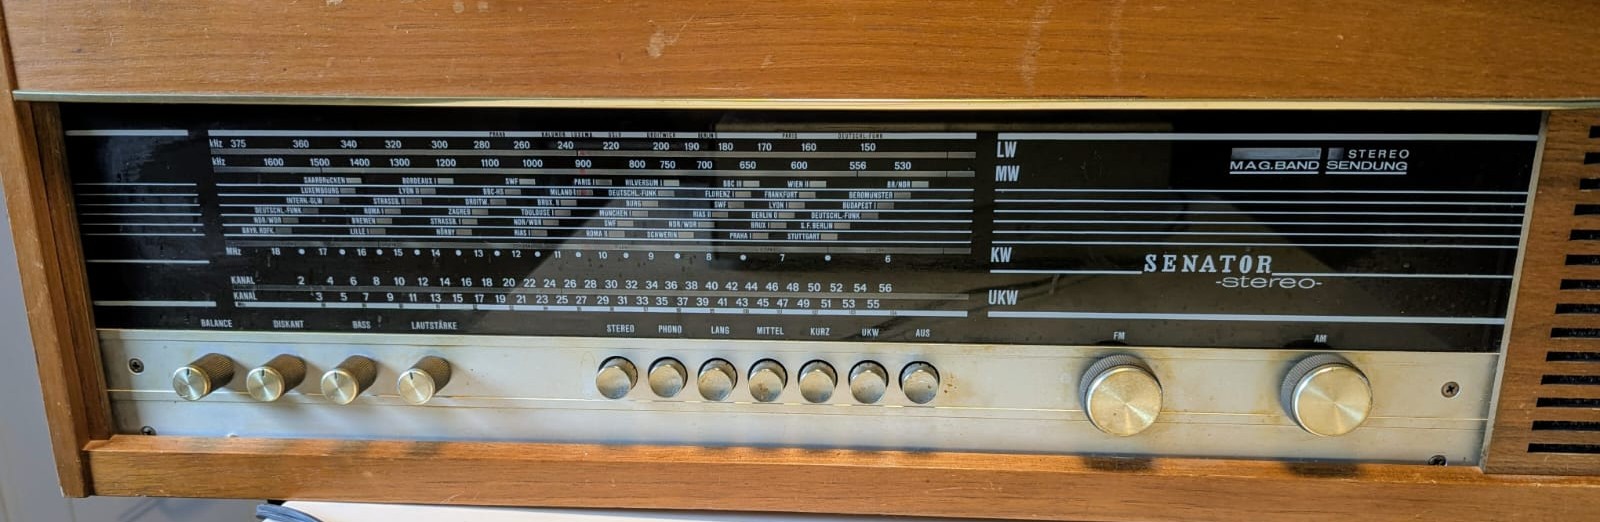 LUXEMB
PARIS
DEUTSCHL.FUNK
kHz 375 360 340 320 300 280 260 240 220 200 190 180 170 160 150
LW
kHz 1600 1500 1400 1300 1200 1100 1000 900 800 750 700 650 600 556 530
MW
MAG.BAND STEREO SENDUNG
SAARBRÜCKEN BORDEAUX I SWF PARIS I HILVERSUM I BBC III WIEN II BR/NDR
LUXEMBOURG LYON II BBC-HS MILANO I DEUTSCHL.-FUNK FLORENZ I FRANKFURT BEROMÜNSTER
INTERN.GLW STRASSB. II DROITW. BRUX. II BURG SWF LYON I BUDAPEST I
DEUTSCHL.-FUNK ROMA I ZAGREB TOULOUSE I MÜNCHEN I RIAS II BERLIN II DEUTSCHL.-FUNK
NDR/WDR BREMEN STRASSB. I NDR/WDR SWF NDR/WDR BRUX I S.F.BERLIN
BAYR.RDFK. LILLE I NÖRBY RIAS I ROMA II SCHWERIN PRAHA I STUTTGART
MHz 18 17 16 15 14 13 12 11 10 9 8 7 6
KW
SENATOR
-stereo-
KANAL 2 4 6 8 10 12 14 16 18 20 22 24 26 28 30 32 34 36 38 40 42 44 46 48 50 52 54 56
KANAL 3 5 7 9 11 13 15 17 19 21 23 25 27 29 31 33 35 37 39 41 43 45 47 49 51 53 55
UKW
BALANCE DISKANT BASS LAUTSTÄRKE STEREO PHONO LANG MITTEL KURZ UKW AUS FM AM